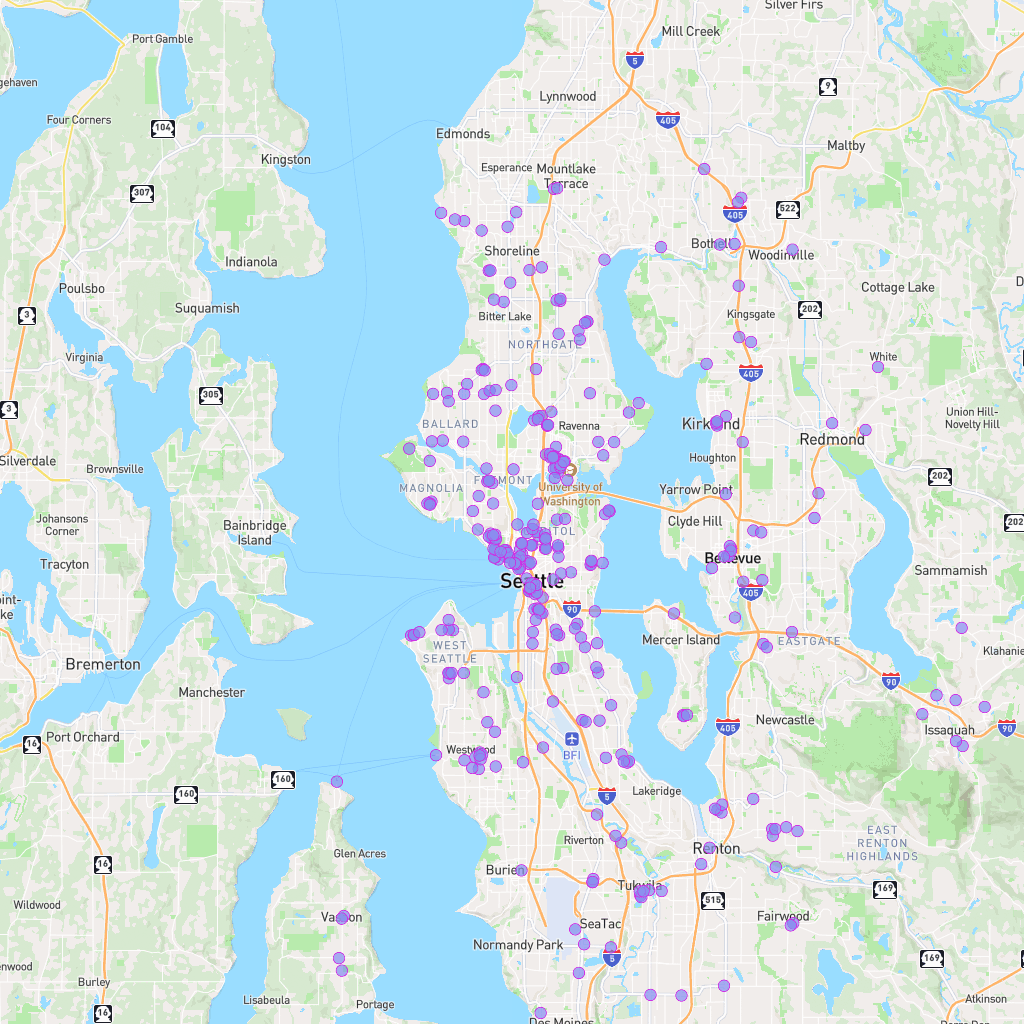 Silver Firs
Port Gamble
Mill Creek
5
9
gehaven
Lynnwood
Four Corners
104
405
Edmonds
Maltby
Kingston
Esperance
Mountlake
Terrace
307
405
522
Shoreline
Bothell
Woodinville
Indianola
Poulsbo
Cottage Lake
Suquamish
3
Bitter Lake
Kingsgate
202
NORTHGATE
Virginia
White
405
305
3
BALLARD
Ravenna
Kirkland
Union Hill-
Novelty Hill
Redmond
Silverdale
Brownsville
Houghton
202
MAGNOLIA
University of
Washington
Yarrow Point
Johansons
Corner
Bainbridge
Island
Clyde Hill
202
Tracyton
Bellevue
Sammamish
Seattle
405
90
Mercer Island
EASTGATE
WEST
SEATTLE
Klahanie
Bremerton
90
Manchester
Newcastle
Port Orchard
405
Issaquah
90
16
Westwood
BFI
160
160
Lakeridge
5
EAST
RENTON
HIGHLANDS
Riverton
Renton
Glen Acres
16
Burien
Tukwila
169
515
Wildwood
Vashon
Fairwood
SeaTac
Normandy Park
5
169
enwood
Burley
Lisabeula
Portage
Atkinson
16
Des Moines